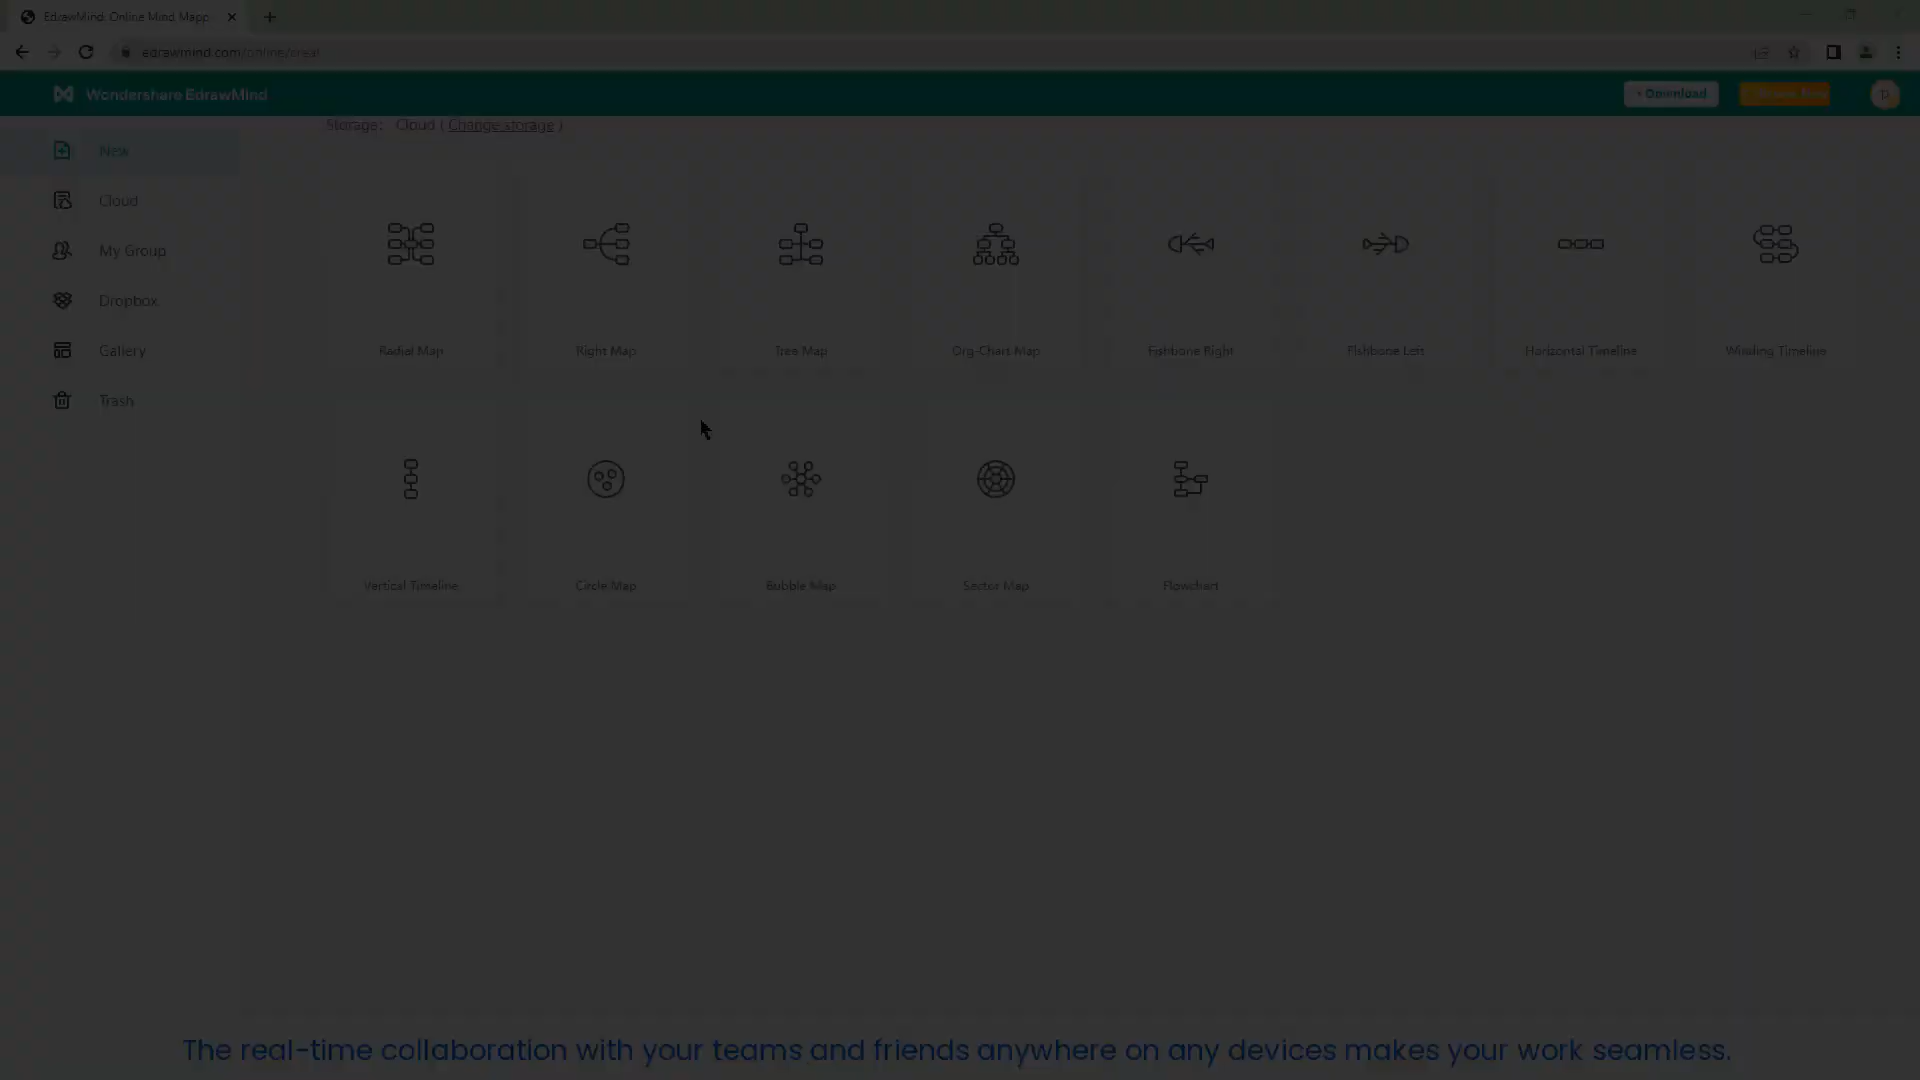 EdrawMind: Online Mind Mapp
edrawmind.com/online/creat
Wondershare EdrawMind
Download
p
Storage: Cloud ( Change storage )
New
Cloud
My Group
Dropbox
Gallery
Trash
Radial Map
Right Map
Tree Map
Org-Chart Map
Fishbone Right
Fishbone Left
Horizontal Timeline
Winding Timeline
Vertical Timeline
Circle Map
Bubble Map
Sector Map
Flowchart
The real-time collaboration with your teams and friends anywhere on any devices makes your work seamless.